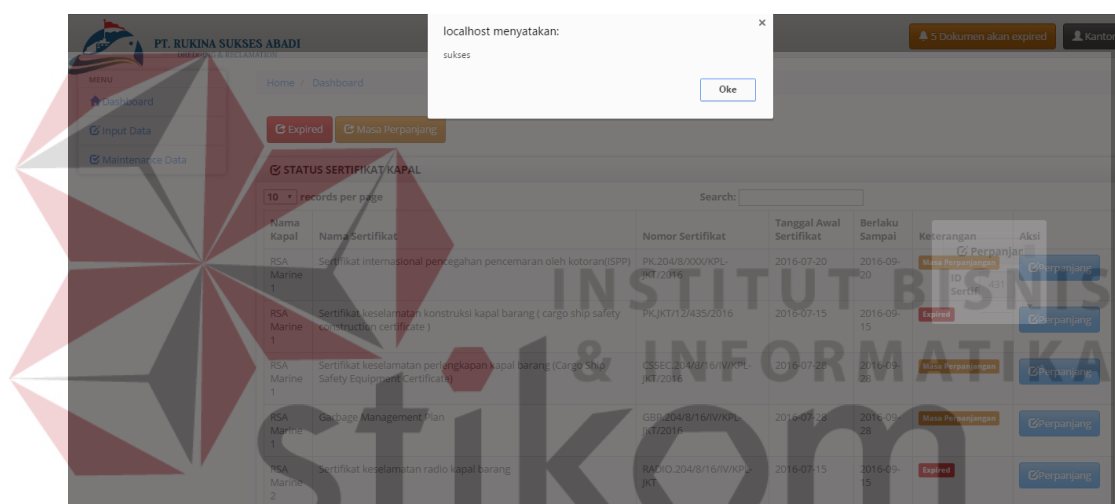 localhost menyatakan:
sukses
Oke
PT. RUKINA SUKSES ABADI
DREDGING & RECLAMATION
5 Dokumen akan expired
Kantor
MENU
Dashboard
Input Data
Maintenance Data
Home / Dashboard
Expired
Masa Perpanjang
STATUS SERTIFIKAT KAPAL
10 records per page
Search:
Nama Kapal Nama Sertifikat Nomor Sertifikat Tanggal Awal Sertifikat Berlaku Sampai Keterangan Aksi
RSA Marine 1 Sertifikat internasional pencegahan pencemaran oleh kotoran(ISPP) PK.204/8/XXX/KPL-JKT/2016 2016-07-20 2016-09-20 Masa Perpanjangan Perpanjang
RSA Marine 1 Sertifikat keselamatan konstruksi kapal barang ( cargo ship safety construction certificate ) PK.JKT/12/435/2016 2016-07-15 2016-09-15 Expired Perpanjang
RSA Marine 1 Sertifikat keselamatan perlengkapan kapal barang (Cargo Ship Safety Equipment Certificate) CSSEC.204/8/16/IV/KPL-JKT/2016 2016-07-28 2016-09-28 Masa Perpanjangan Perpanjang
RSA Marine 1 Garbage Management Plan GBP.204/8/16/IV/KPL-JKT/2016 2016-07-28 2016-09-28 Masa Perpanjangan Perpanjang
RSA Marine 2 Sertifikat keselamatan radio kapal barang RADIO.204/8/16/IV/KPL-JKT 2016-07-15 2016-09-15 Expired Perpanjang
Perpanjang
ID Sertif 431
INSTITUT BISNIS
& INFORMATIKA
stikom